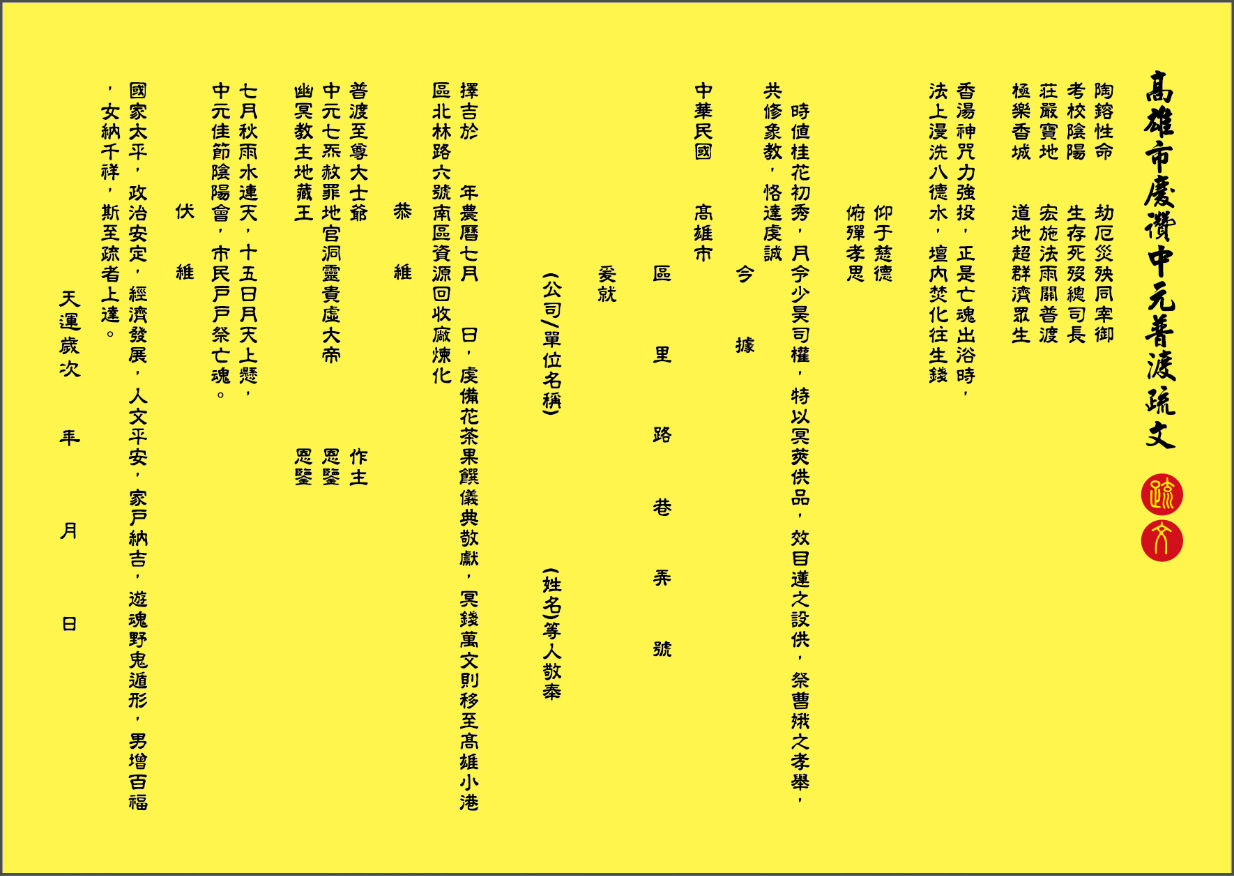 高雄市慶讚中元普渡疏文
疏文
陶鎔性命　劫厄災殃同宰御
考校陰陽　生存死歿總司長
莊嚴寶地　宏施法雨關普渡
極樂香城　道地超群濟眾生
香湯神咒力強投，正是亡魂出浴時，
法上漫洗八德水，壇內焚化往生錢
仰于慈德
俯殫孝思
時值桂花初秀，月令少昊司權，特以冥莢供品，效目蓮之設供，祭曹娥之孝舉，
共修象教，恪達虔誠
今　據
中華民國　高雄市
區　里　路　巷　弄　號
爰就
(公司/單位名稱)　(姓名)等人敬奉
擇吉於　年農曆七月　日，虔備花茶果饌儀典敬獻，冥錢萬文則移至高雄小港
區北林路六號南區資源回收廠煉化
恭　維
普渡至尊大士爺　作主
中元七炁赦罪地官洞靈貴虛大帝　恩鑒
幽冥教主地藏王　恩鑒
七月秋雨水連天，十五日月天上懸，
中元佳節陰陽會，市民戶戶祭亡魂。
伏　維
國家太平，政治安定，經濟發展，人文平安，家戶納吉，遊魂野鬼遁形，男增百福
，女納千祥，斯至疏者上達。
天運歲次　年　月　日